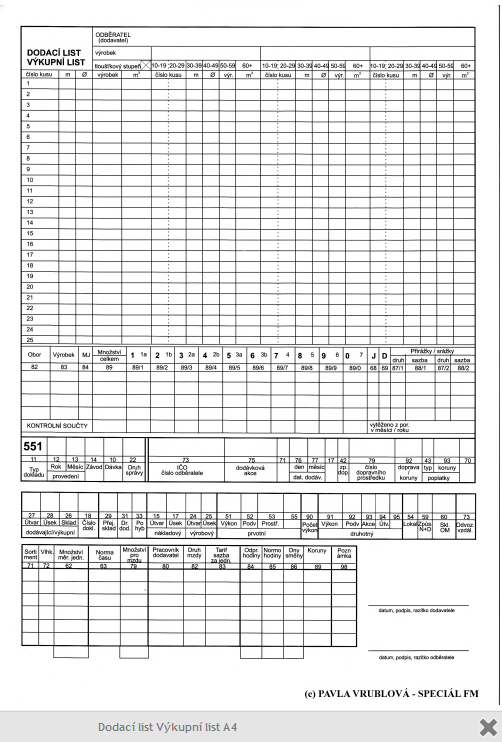 ODBĚRATEL
(dodavatel)
DODACÍ LIST
VÝKUPNÍ LIST
výrobek
tloušťkový stupeň 10-19 20-29 30-39 40-49 50-59 60+ 10-19 20-29 30-39 40-49 50-59 60+ 10-19 20-29 30-39 40-49 50-59 60+
číslo kusu m Ø výrobek m³ číslo kusu m Ø výr. m³ číslo kusu m Ø výr. m³ číslo kusu m Ø výr. m³
1
2
3
4
5
6
7
8
9
10
11
12
13
14
15
16
17
18
19
20
21
22
23
24
25
Obor Výrobek MJ Množství celkem 1 1a 2 1b 3 2a 4 2b 5 3a 6 3b 7 4 8 5 9 6 0 7 J D Přirážky / srážky
druh sazba druh sazba
82 83 84 89 89/1 89/2 89/3 89/4 89/5 89/6 89/7 89/8 89/9 89/0 68 69 87/1 88/1 87/2 88/2
KONTROLNÍ SOUČTY
vytěženo z por.
v měsíci / roku
551
11 12 13 14 10 22 73 75 71 76 77 17 42 79 92 43 93 70
Typ dokladu Rok Měsíc Závod Dávka Druh správy IČO číslo odběratele dodávková akce den měsíc zp. dop. číslo dopravního prostředku doprava / koruny typ koruny
provedení dat. dodáv. poplatky
27 28 26 18 29 31 33 15 17 24 25 51 52 53 55 90 91 92 93 94 95 54 59 60 73
Útvar Úsek Sklad Číslo dokl. Přej. sklad Dr. dod. Po hyb Útvar Úsek Útvar Úsek Výkon Podv Prostř. Počet výkon Výkon Podv Akce Útv. Lokal Způs. N+O Skl. OM Odvoz. vzdál.
dodávající/výkupní nákladový výrobový prvotní druhotný
Sorti ment Vlhk. Množství měr. jedn. Norma času Množství pro mzdu Pracovník dodavatel Druh mzdy Tarif sazba za jedn. Odpr. hodiny Normo hodiny Dny směny Koruny Pozn ámka
71 72 62 63 79 80 82 83 84 85 86 89 98
datum, podpis, razítko dodavatele
datum, podpis, razítko odběratele
(c) PAVLA VRUBLOVÁ - SPECIÁL FM
Dodací list Výkupní list A4